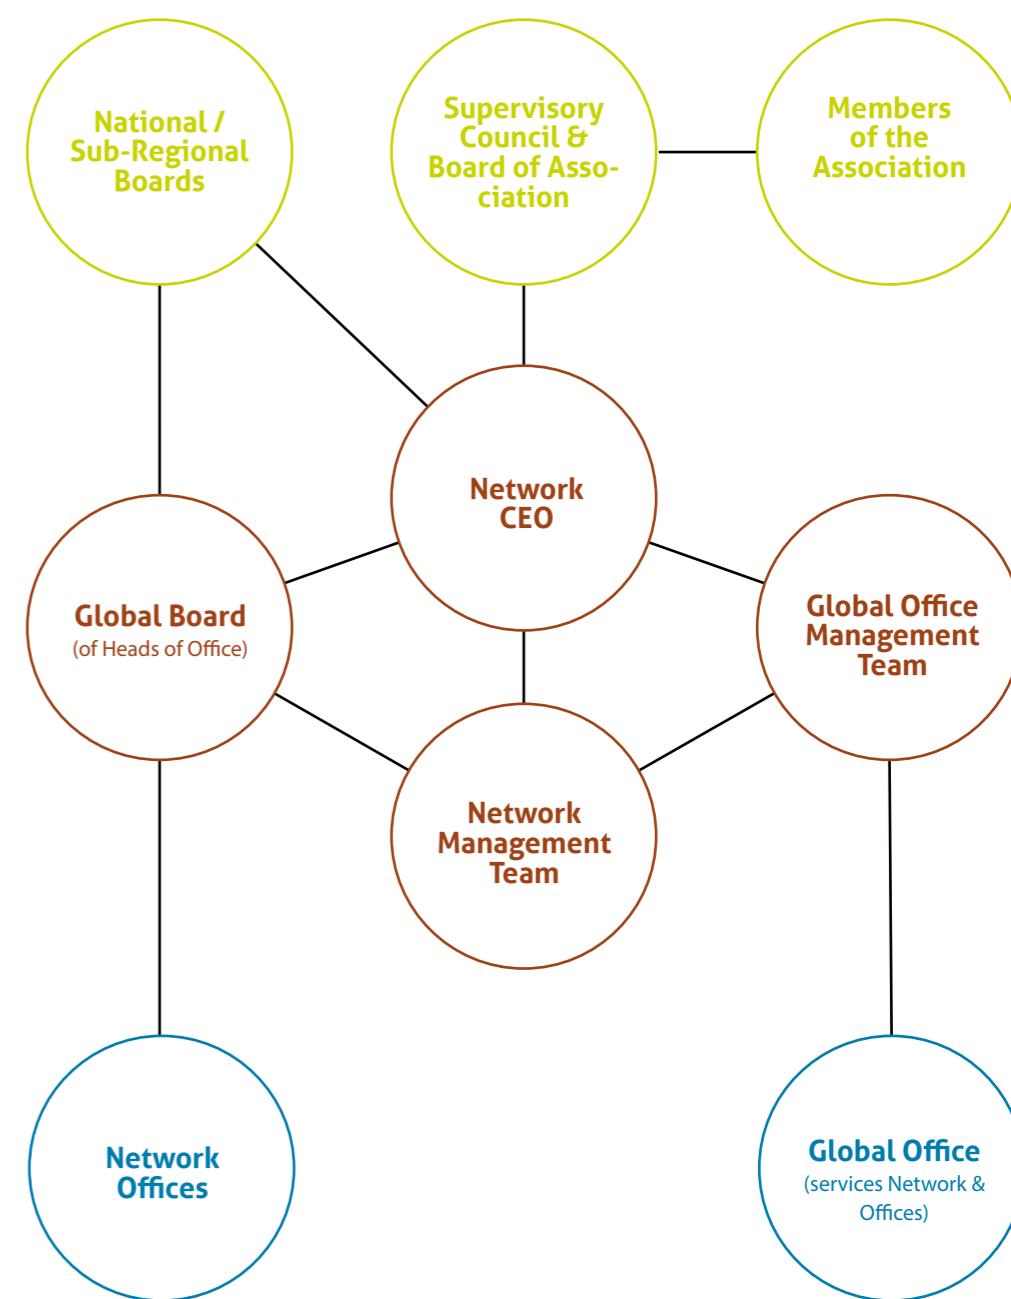 National /
Sub-Regional
Boards
Supervisory
Council &
Board of Asso-
ciation
Members
of the
Association
Network
CEO
Global Board
(of Heads of Office)
Global Office
Management
Team
Network
Management
Team
Network
Offices
Global Office
(services Network &
Offices)